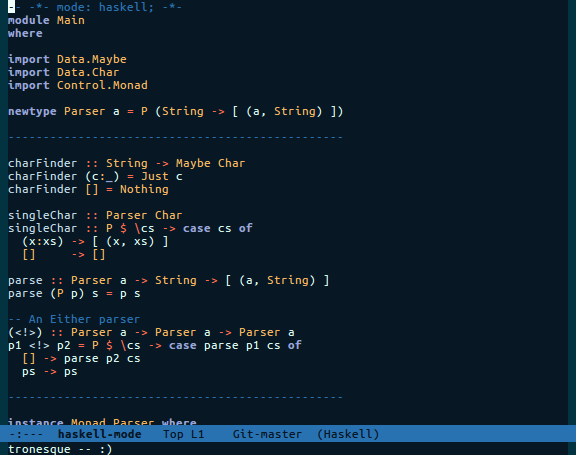 -- -*- mode: haskell; -*-
module Main
where
import Data.Maybe
import Data.Char
import Control.Monad
newtype Parser a = P (String -> [ (a, String) ])
------------------------------------------------
charFinder :: String -> Maybe Char
charFinder (c:_) = Just c
charFinder [] = Nothing
singleChar :: Parser Char
singleChar :: P $ \cs -> case cs of
  (x:xs) -> [ (x, xs) ]
  []     -> []
parse :: Parser a -> String -> [ (a, String) ]
parse (P p) s = p s
-- An Either parser
(<!>) :: Parser a -> Parser a -> Parser a
p1 <!> p2 = P $ \cs -> case parse p1 cs of
  [] -> parse p2 cs
  ps -> ps
------------------------------------------------
instance Monad Parser where
-:---  haskell-mode   Top L1    Git-master  (Haskell)
tronesque -- :)